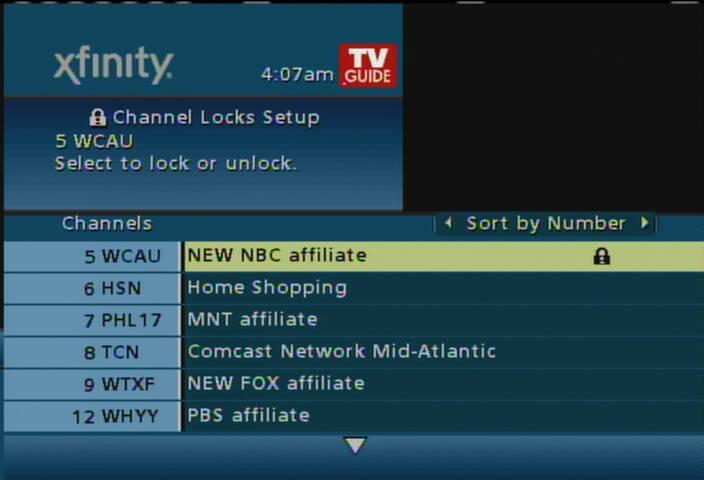 xfinity.
4:07am
TV GUIDE
Channel Locks Setup
5 WCAU
Select to lock or unlock.
Channels
Sort by Number
5 WCAU NEW NBC affiliate
6 HSN Home Shopping
7 PHL17 MNT affiliate
8 TCN Comcast Network Mid-Atlantic
9 WTXF NEW FOX affiliate
12 WHYY PBS affiliate